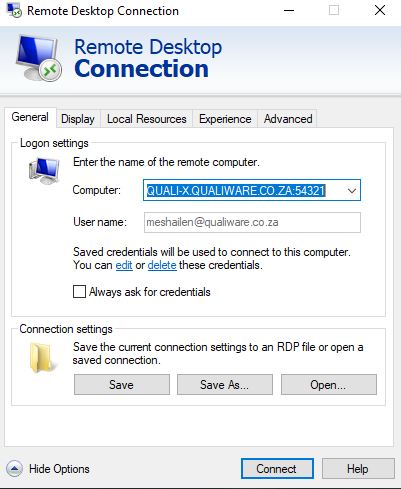 Remote Desktop Connection
Remote Desktop
Connection
General Display Local Resources Experience Advanced
Logon settings
Enter the name of the remote computer.
Computer: QUALI-X.QUALIWARE.CO.ZA:54321
User name: meshailen@qualiware.co.za
Saved credentials will be used to connect to this computer.
You can edit or delete these credentials.
Always ask for credentials
Connection settings
Save the current connection settings to an RDP file or open a
saved connection.
Save Save As... Open...
Hide Options Connect Help